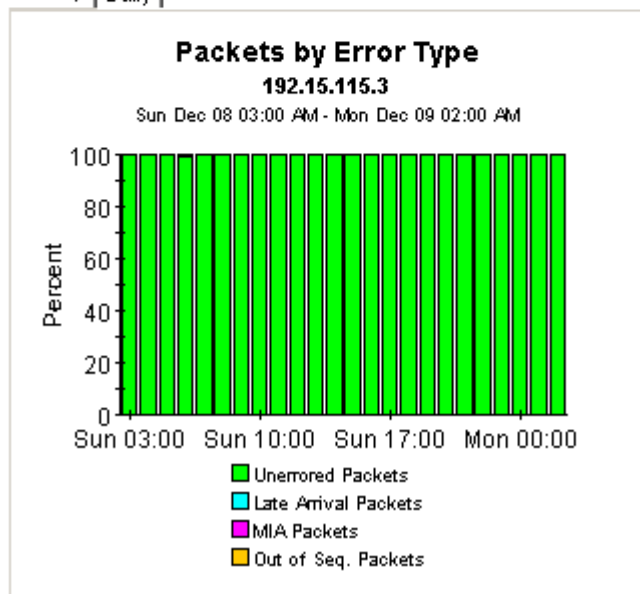 Daily
Packets by Error Type
192.15.115.3
Sun Dec 08 03:00 AM - Mon Dec 09 02:00 AM
Percent
100
80
60
40
20
0
Sun 03:00 Sun 10:00 Sun 17:00 Mon 00:00
Unerrored Packets
Late Arrival Packets
MIA Packets
Out of Seq. Packets